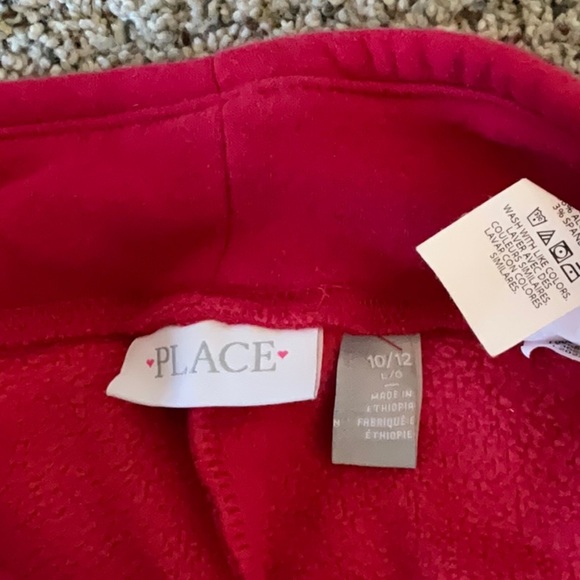 3% SPAN
WASH WITH LIKE COLORS.
LAVER AVEC DES
COULEURS SIMILAIRES.
LAVAR CON COLORES
SIMILARES.
♥PLACE♥
10/12
L/G
MADE IN
ETHIOPIA
FABRIQUÉ
ÉTHIOPIE